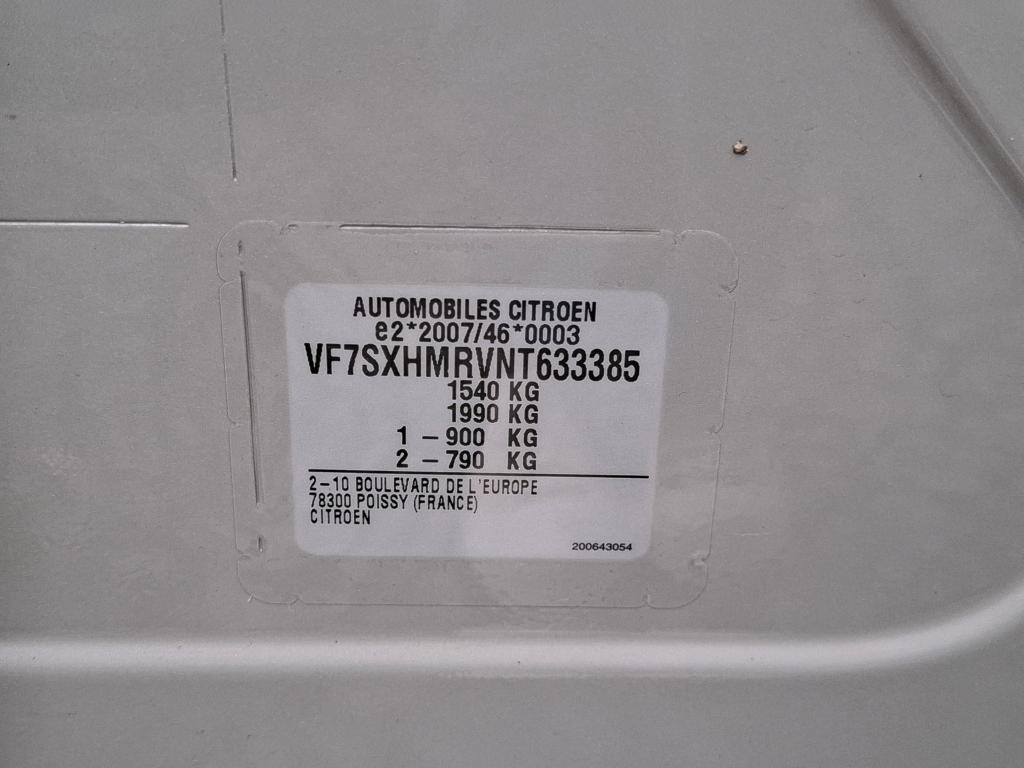 AUTOMOBILES CITROEN
e2*2007/46*0003
VF7SXHMRVNT633385
1540 KG
1990 KG
1 – 900 KG
2 – 790 KG
2–10 BOULEVARD DE L'EUROPE
78300 POISSY (FRANCE)
CITROEN
200643054